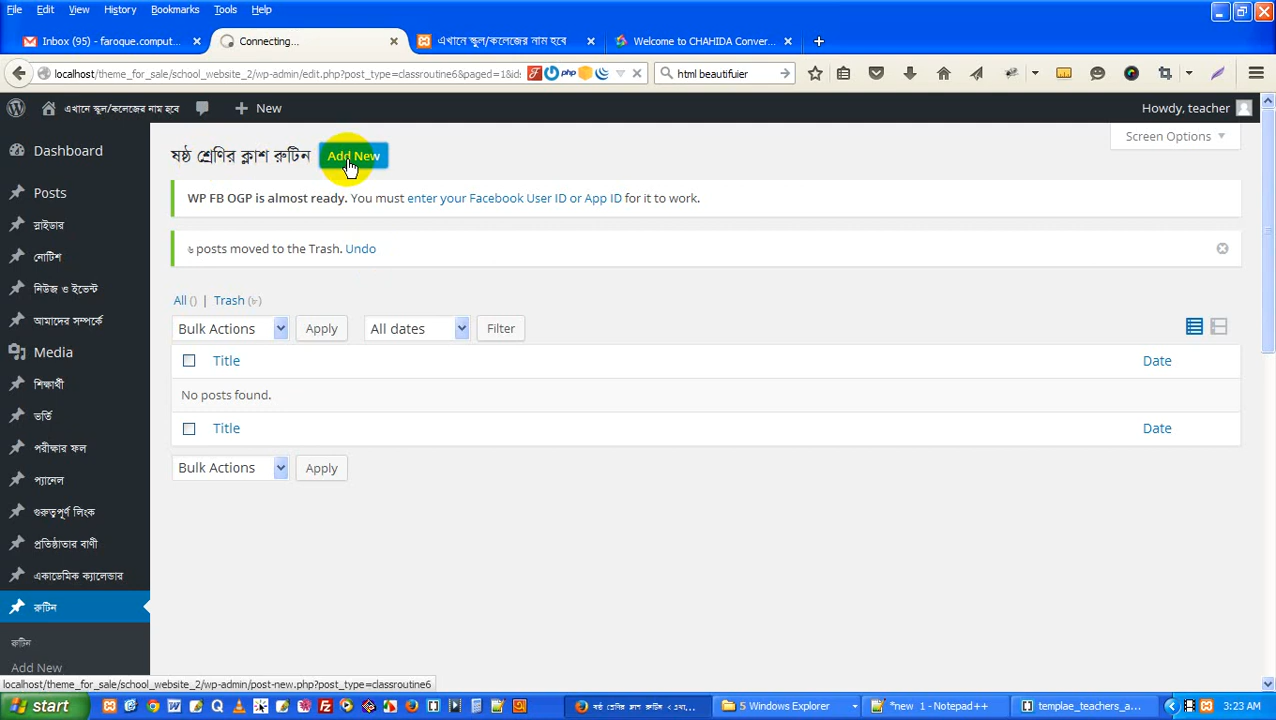 File Edit View History Bookmarks Tools Help
Inbox (95) - faroque.comput... Connecting... এখানে স্কুল/কলেজের নাম হবে Welcome to CHAHIDA Conver...
localhost/theme_for_sale/school_website_2/wp-admin/edit.php?post_type=classroutine6&paged=1&id: php html beautifuier
এখানে স্কুল/কলেজের নাম হবে New Howdy, teacher
Screen Options
Dashboard
Posts
স্লাইডার
নোটিশ
নিউজ ও ইভেন্ট
আমাদের সম্পর্কে
Media
শিক্ষার্থী
ভর্তি
পরীক্ষার ফল
প্যানেল
গুরুত্বপূর্ণ লিংক
প্রতিষ্ঠাতার বাণী
একাডেমিক ক্যালেন্ডার
রুটিন
রুটিন
Add New
ষষ্ঠ শ্রেণির ক্লাশ রুটিন Add New
WP FB OGP is almost ready. You must enter your Facebook User ID or App ID for it to work.
৬ posts moved to the Trash. Undo
All () | Trash (৮)
Bulk Actions Apply All dates Filter
Title Date
No posts found.
Title Date
Bulk Actions Apply
localhost/theme_for_sale/school_website_2/wp-admin/post-new.php?post_type=classroutine6
start ষষ্ঠ শ্রেণির ক্লাশ রুটিন ‹ এখা... 5 Windows Explorer *new 1 - Notepad++ templae_teachers_a... 3:23 AM